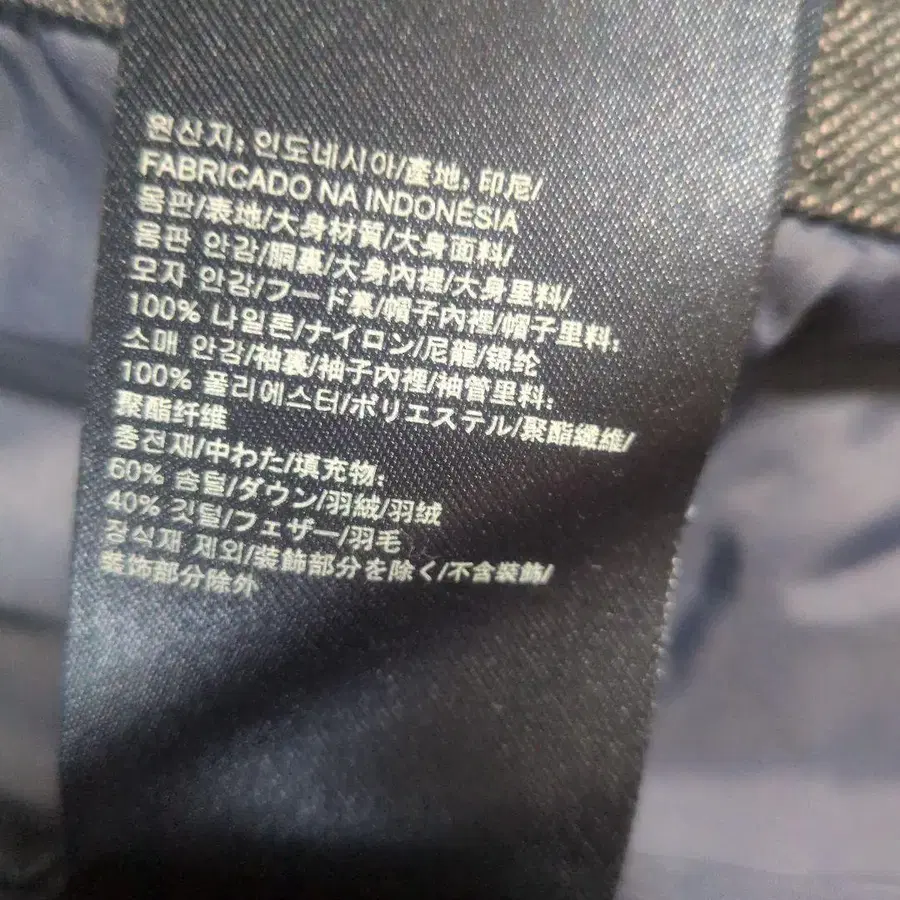 원산지: 인도네시아/產地: 印尼/
FABRICADO NA INDONÉSIA
몸판/表地/大身材質/大身面料/
몸판 안감/胴裏/大身內裡/大身里料/
모자 안감/フード裏/帽子內裡/帽子里料:
100% 나일론/ナイロン/尼龍/锦纶
소매 안감/袖裏/袖子內裡/袖管里料:
100% 폴리에스터/ポリエステル/聚酯纖維/
聚酯纤维
충전재/中わた/填充物:
60% 솜털/ダウン/羽絨/羽绒
40% 깃털/フェザー/羽毛
장식재 제외/装飾部分を除く/不含裝飾/
装饰部分除外